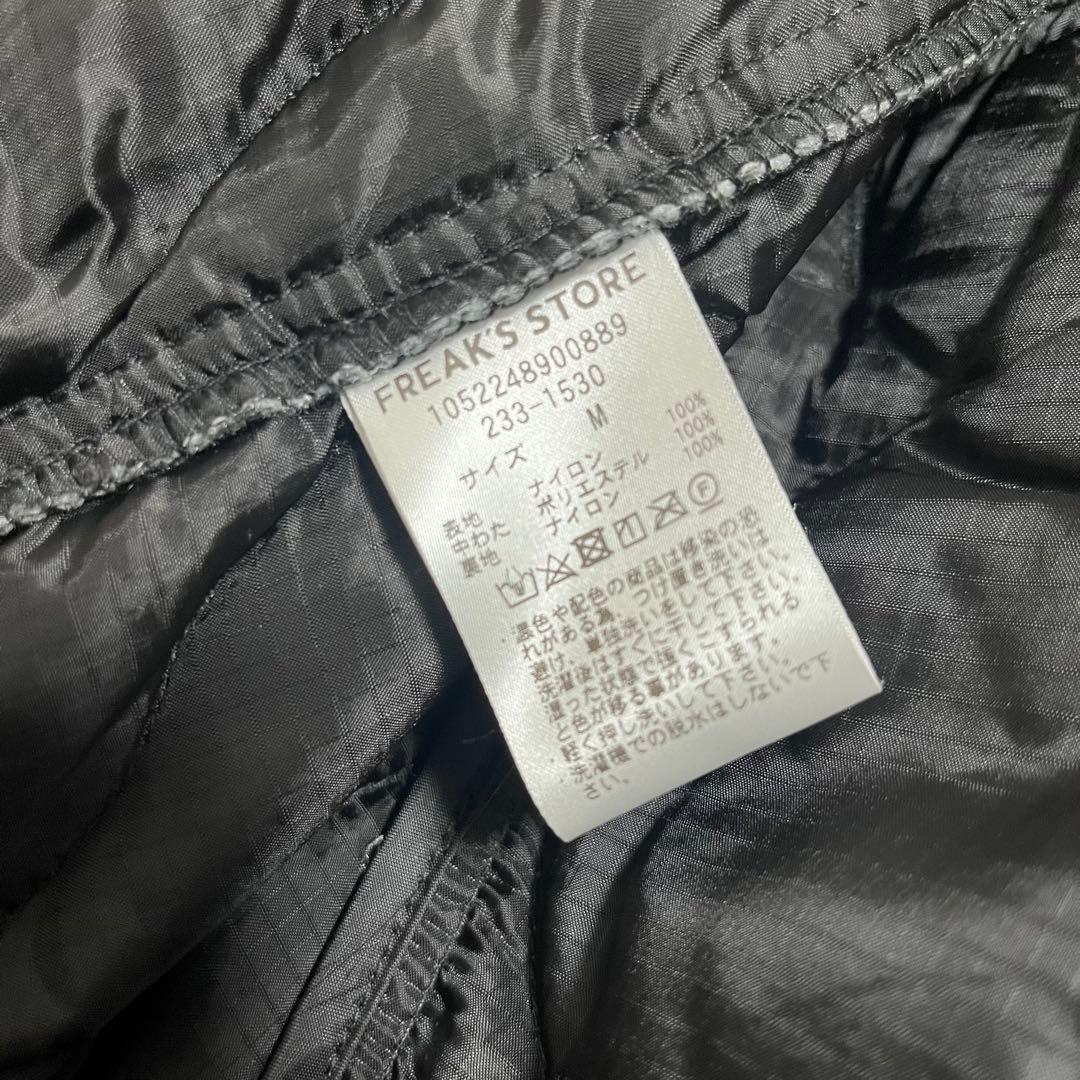 FREAK'S STORE
1052248900889
233-1530
サイズ M
表地 ナイロン 100%
中わた ポリエステル 100%
裏地 ナイロン 100%
F
・濃色や配色の商品は移染の恐
れがある為、つけ置き洗いは
避け、単独洗いをして下さい。
洗濯後はすぐに干して下さい。
湿った状態で強くこすられる
と色が移る事があります。
・軽く押し洗いして下さい。
洗濯機での脱水はしないで下
さい。